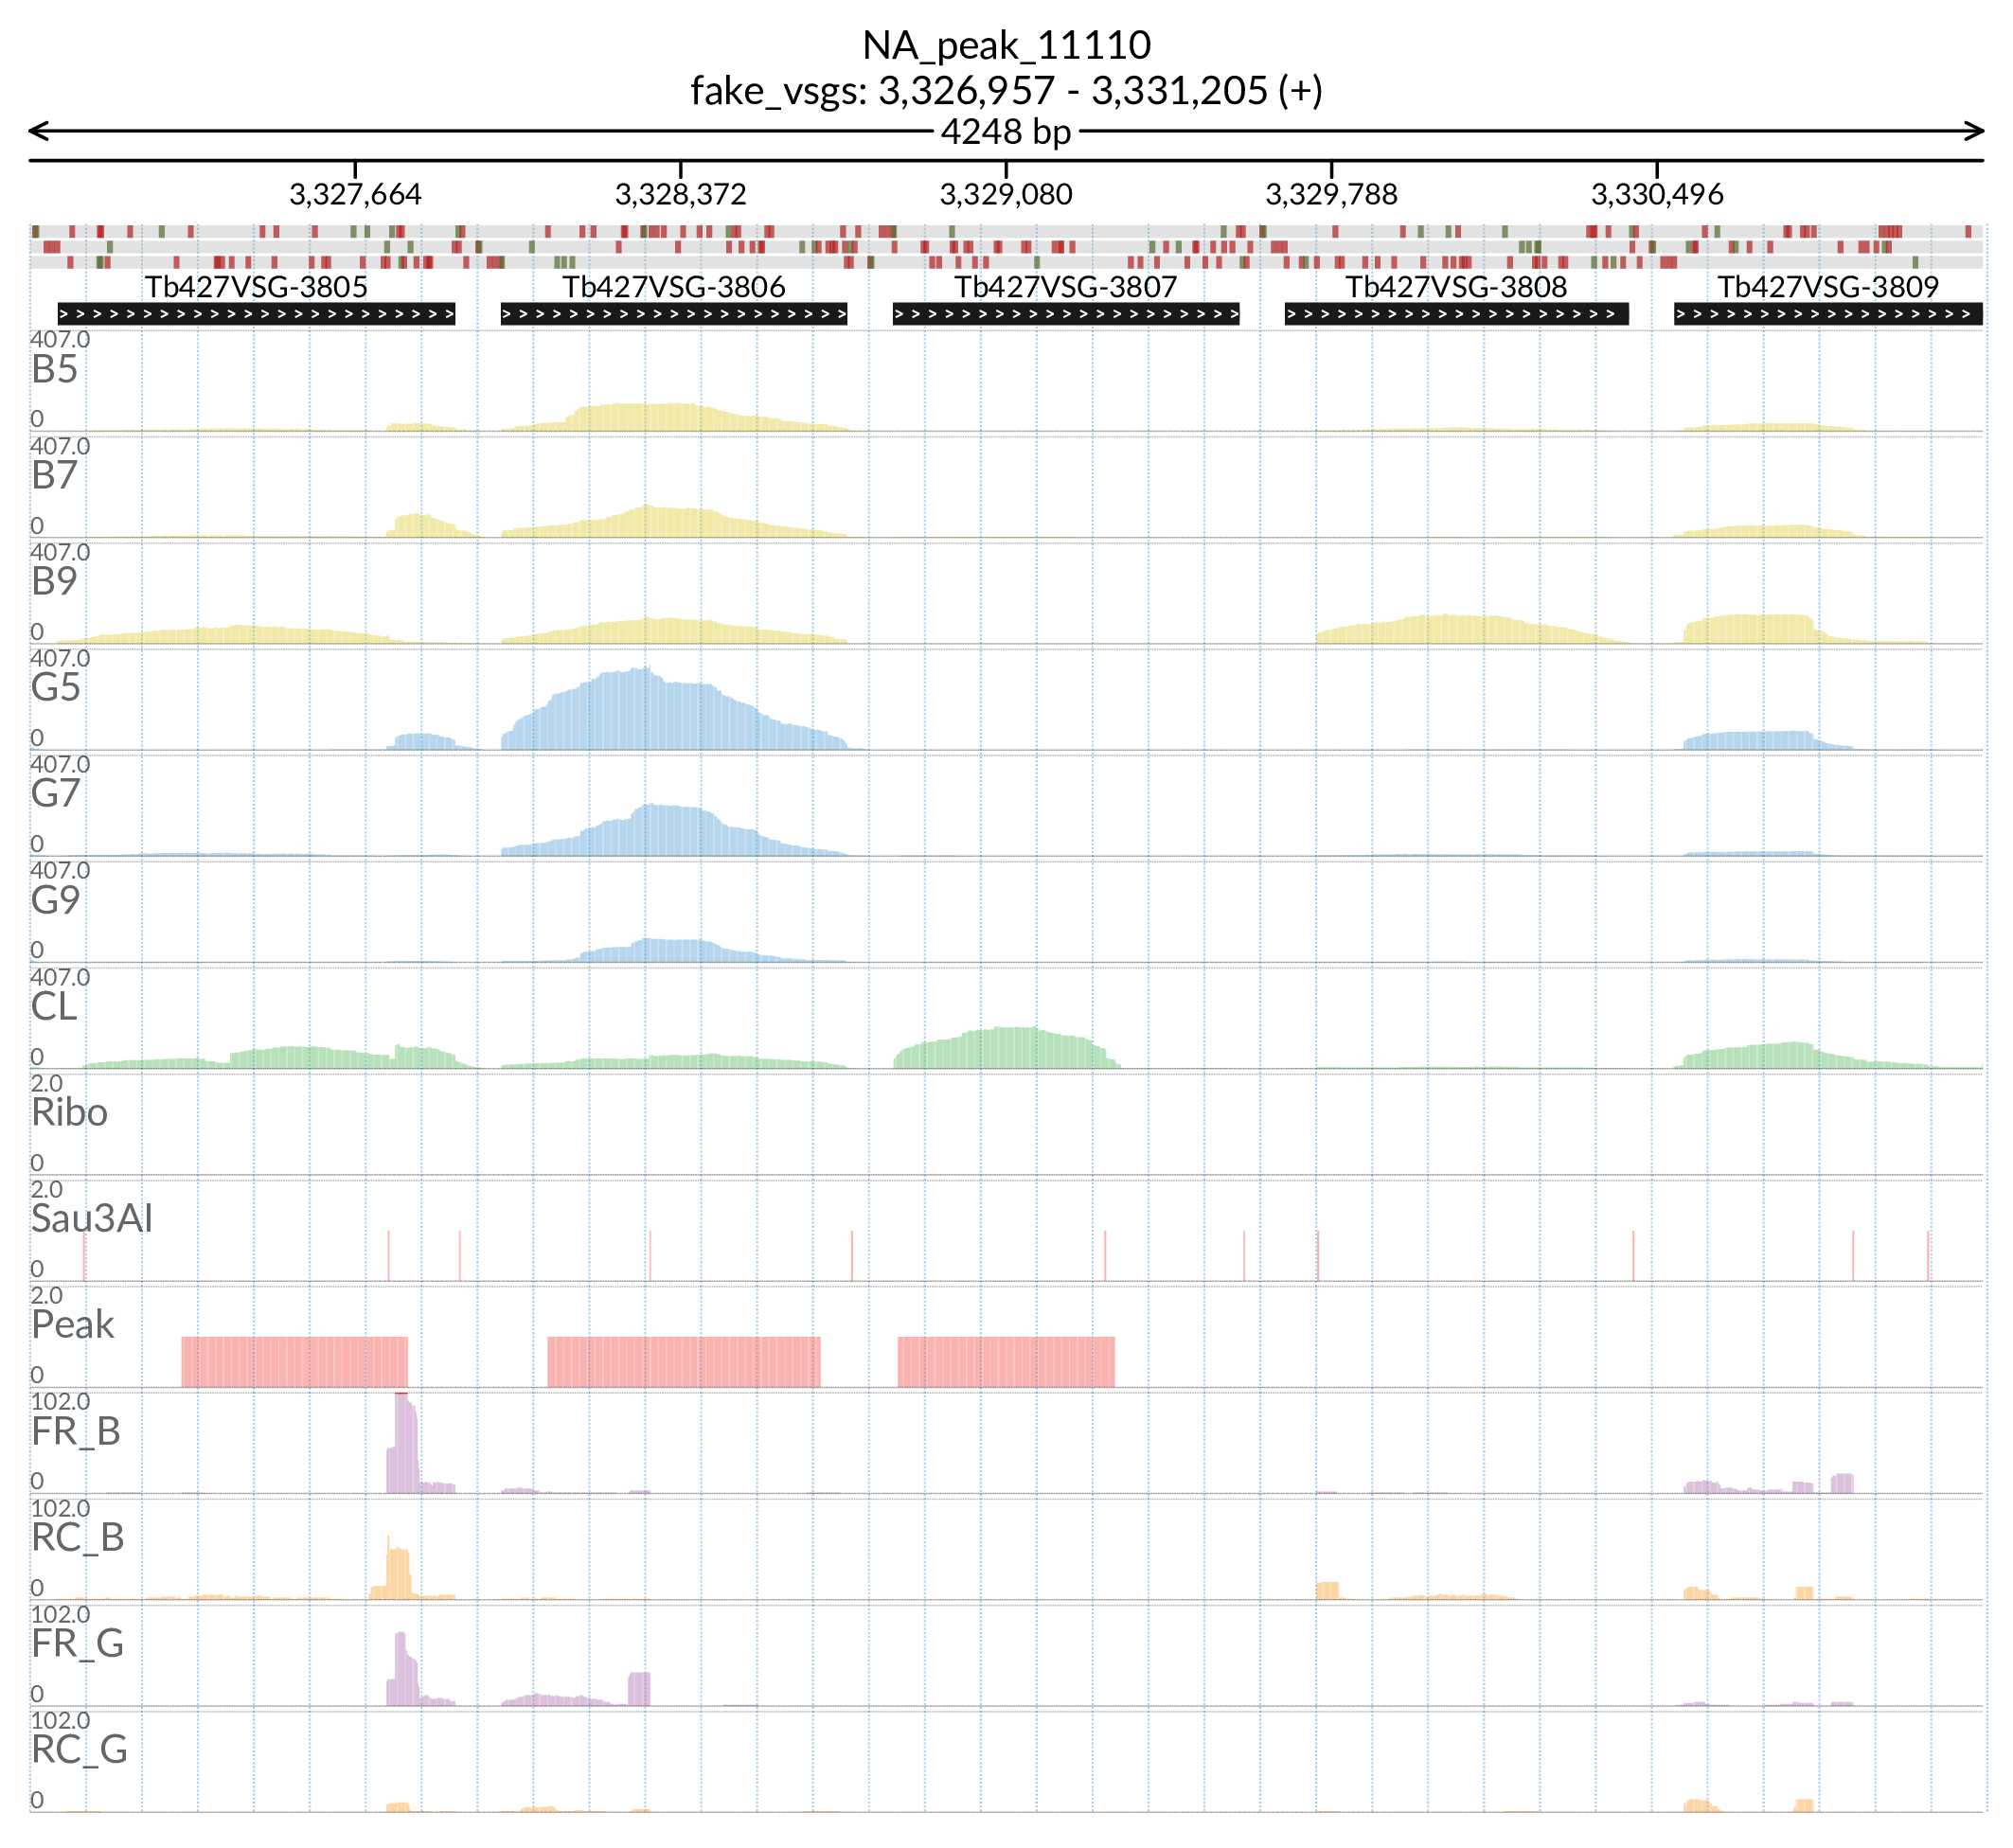 NA_peak_11110
fake_vsgs: 3,326,957 - 3,331,205 (+)
4248 bp
3,327,664 3,328,372 3,329,080 3,329,788 3,330,496
Tb427VSG-3805 Tb427VSG-3806 Tb427VSG-3807 Tb427VSG-3808 Tb427VSG-3809
407.0
B5
0
407.0
B7
0
407.0
B9
0
407.0
G5
0
407.0
G7
0
407.0
G9
0
407.0
CL
0
2.0
Ribo
0
2.0
Sau3AI
0
2.0
Peak
0
102.0
FR_B
0
102.0
RC_B
0
102.0
FR_G
0
102.0
RC_G
0